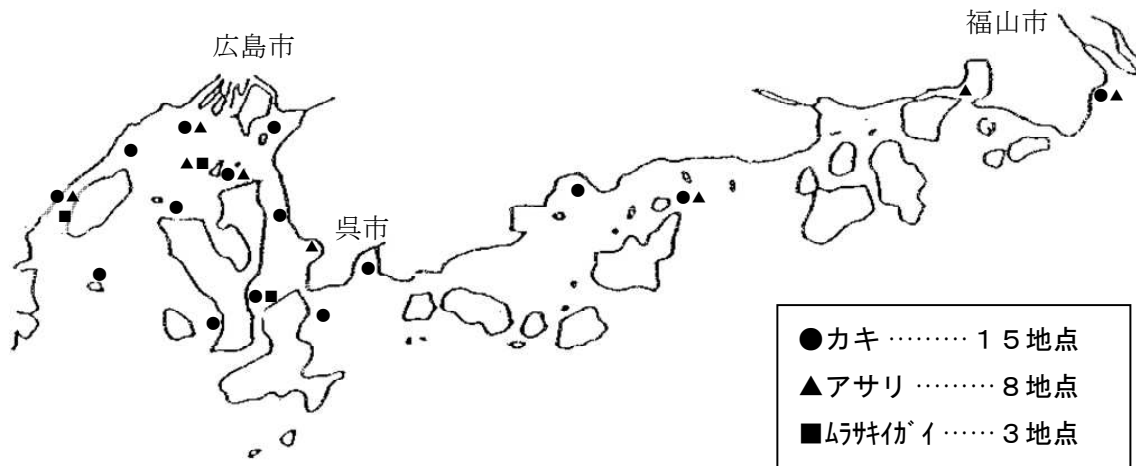 広島市
福山市
呉市
●カキ ……… 15地点
▲アサリ ……… 8地点
■ﾑﾗｻｷｲｶﾞｲ …… 3地点